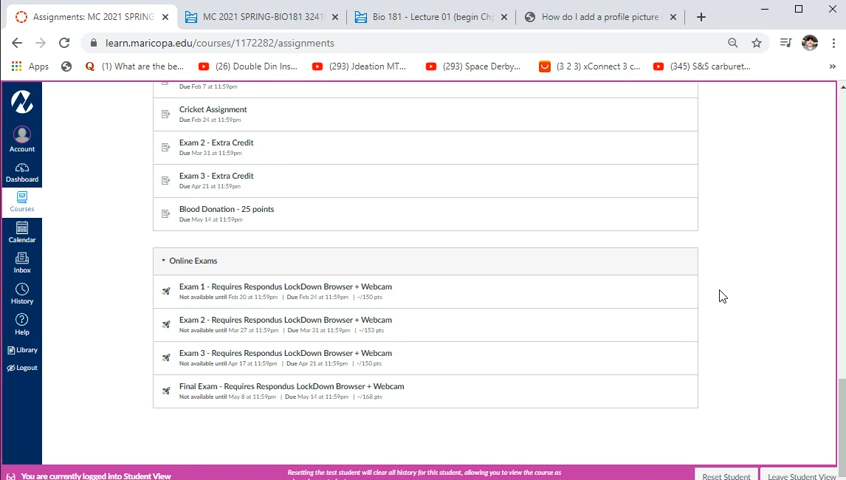 Assignments: MC 2021 SPRING-
MC 2021 SPRING-BIO181 3241
Bio 181 - Lecture 01 (begin Ch
How do I add a profile picture
learn.maricopa.edu/courses/1172282/assignments
Apps
(1) What are the be...
(26) Double Din Ins...
(293) Jdeation MT...
(293) Space Derby...
(3 2 3) xConnect 3 c...
(345) S&S carburet...
Account
Dashboard
Courses
Calendar
Inbox
History
Help
Library
Logout
Due Feb 7 at 11:59pm
Cricket Assignment
Due Feb 24 at 11:59pm
Exam 2 - Extra Credit
Due Mar 31 at 11:59pm
Exam 3 - Extra Credit
Due Apr 21 at 11:59pm
Blood Donation - 25 points
Due May 14 at 11:59pm
Online Exams
Exam 1 - Requires Respondus LockDown Browser + Webcam
Not available until Feb 20 at 11:59pm | Due Feb 24 at 11:59pm | -/150 pts
Exam 2 - Requires Respondus LockDown Browser + Webcam
Not available until Mar 27 at 11:59pm | Due Mar 31 at 11:59pm | -/153 pts
Exam 3 - Requires Respondus LockDown Browser + Webcam
Not available until Apr 17 at 11:59pm | Due Apr 21 at 11:59pm | -/150 pts
Final Exam - Requires Respondus LockDown Browser + Webcam
Not available until May 8 at 11:59pm | Due May 14 at 11:59pm | -/168 pts
You are currently logged into Student View
Resetting the test student will clear all history for this student, allowing you to view the course as
Reset Student
Leave Student View